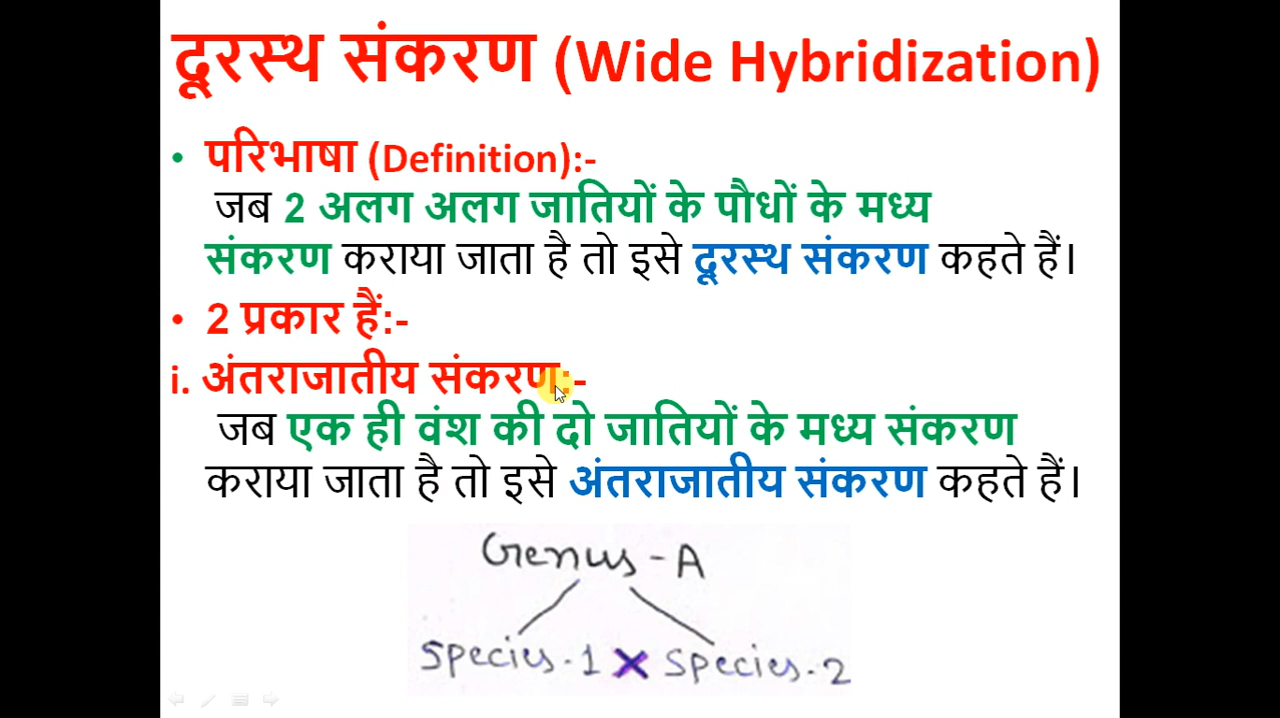 दूरस्थ संकरण (Wide Hybridization)
• परिभाषा (Definition):-
जब 2 अलग अलग जातियों के पौधों के मध्य
संकरण कराया जाता है तो इसे दूरस्थ संकरण कहते हैं।
• 2 प्रकार हैं:-
i. अंतराजातीय संकरण:-
जब एक ही वंश की दो जातियों के मध्य संकरण
कराया जाता है तो इसे अंतराजातीय संकरण कहते हैं।
Genus-A
Species-1 X Species-2